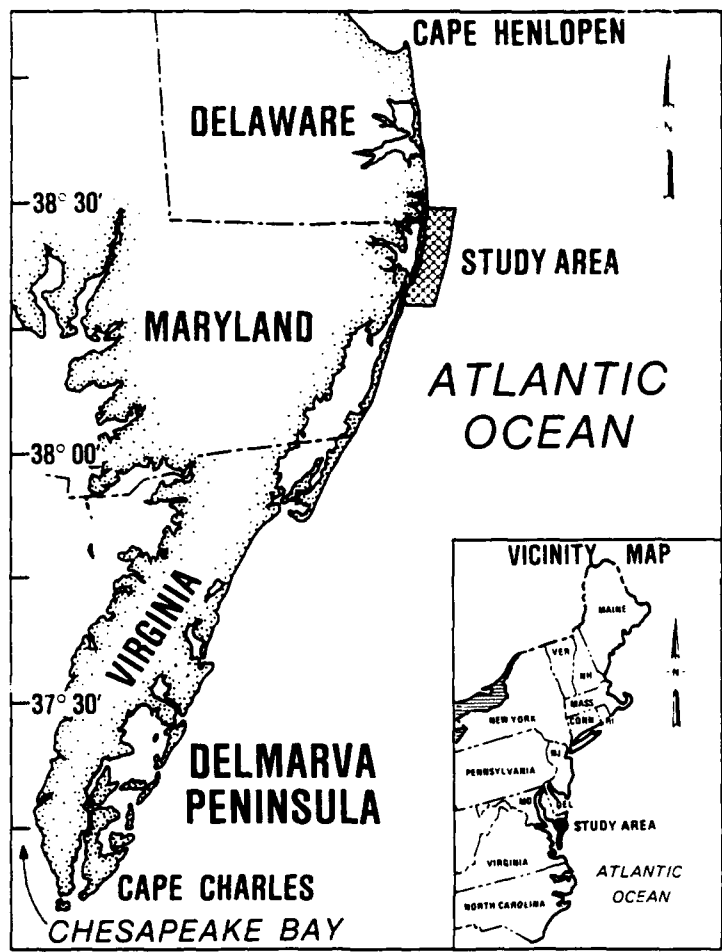 CAPE HENLOPEN
DELAWARE
N
38° 30'
STUDY AREA
MARYLAND
ATLANTIC
OCEAN
38° 00'
VIRGINIA
37° 30'
DELMARVA
PENINSULA
CAPE CHARLES
CHESAPEAKE BAY
VICINITY MAP
MAINE
VER
NH
N
MASS
NEW YORK
CONN
RI
NJ
PENNSYLVANIA
MD
DEL
STUDY AREA
VIRGINIA
ATLANTIC
OCEAN
NORTH CAROLINA